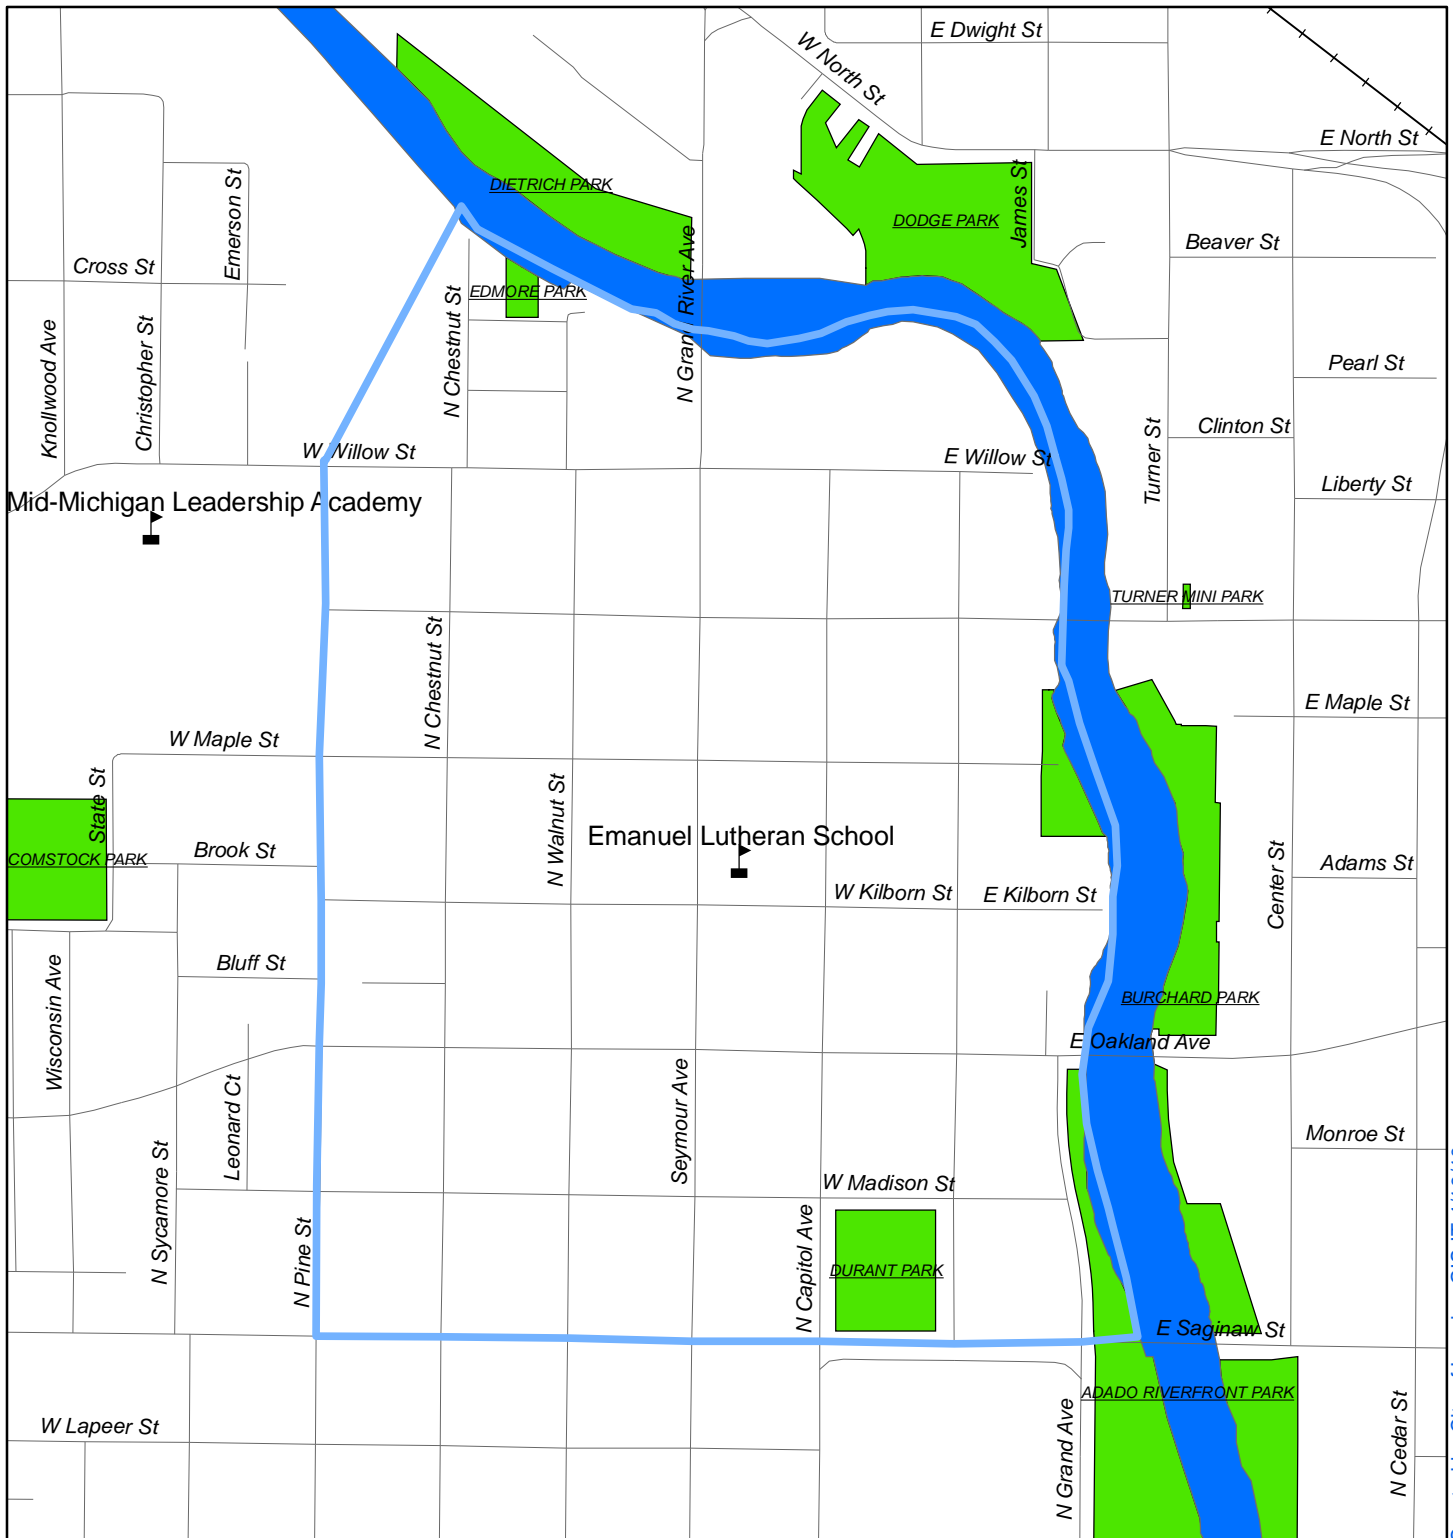 E Dwight St
W North St
E North St
DIETRICH PARK
DODGE PARK
James St
Emerson St
Beaver St
Cross St
EDMORE PARK
N Grand River Ave
N Chestnut St
Knollwood Ave
Christopher St
Pearl St
Clinton St
W Willow St
E Willow St
Turner St
Liberty St
Mid-Michigan Leadership Academy
TURNER MINI PARK
N Chestnut St
E Maple St
W Maple St
State St
N Walnut St
Emanuel Lutheran School
COMSTOCK PARK
Brook St
Center St
Adams St
W Kilborn St
E Kilborn St
Bluff St
Wisconsin Ave
BURCHARD PARK
E Oakland Ave
Leonard Ct
Seymour Ave
Monroe St
N Sycamore St
W Madison St
N Pine St
N Capitol Ave
DURANT PARK
E Saginaw St
ADADO RIVERFRONT PARK
W Lapeer St
N Grand Ave
N Cedar St